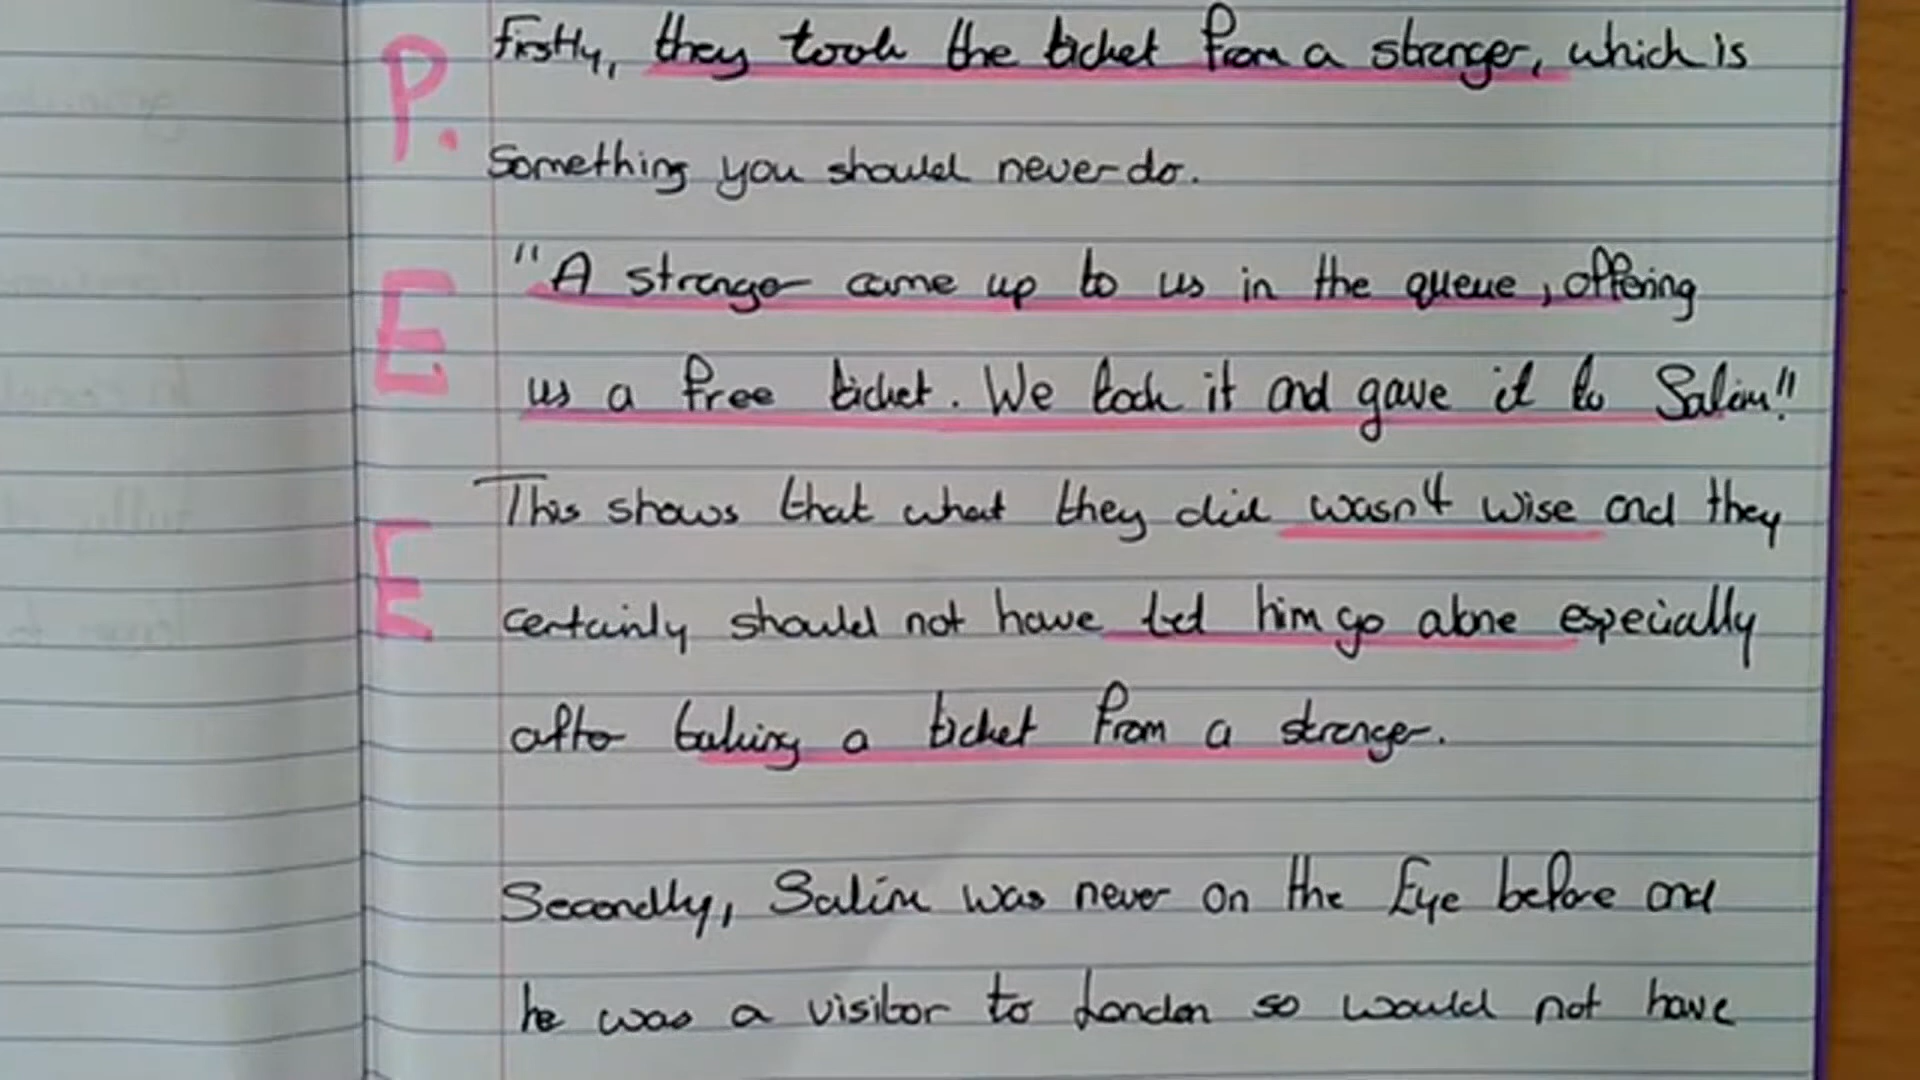 P. Firstly, they took the ticket from a stranger, which is
something you should never do.
E "A stranger came up to us in the queue, offering
us a free ticket. We took it and gave it to Salim!!
E This shows that what they did wasn't wise and they
certainly should not have let him go alone especially
after taking a ticket from a stranger.
Secondly, Salim was never on the Eye before and
he was a visitor to London so would not have